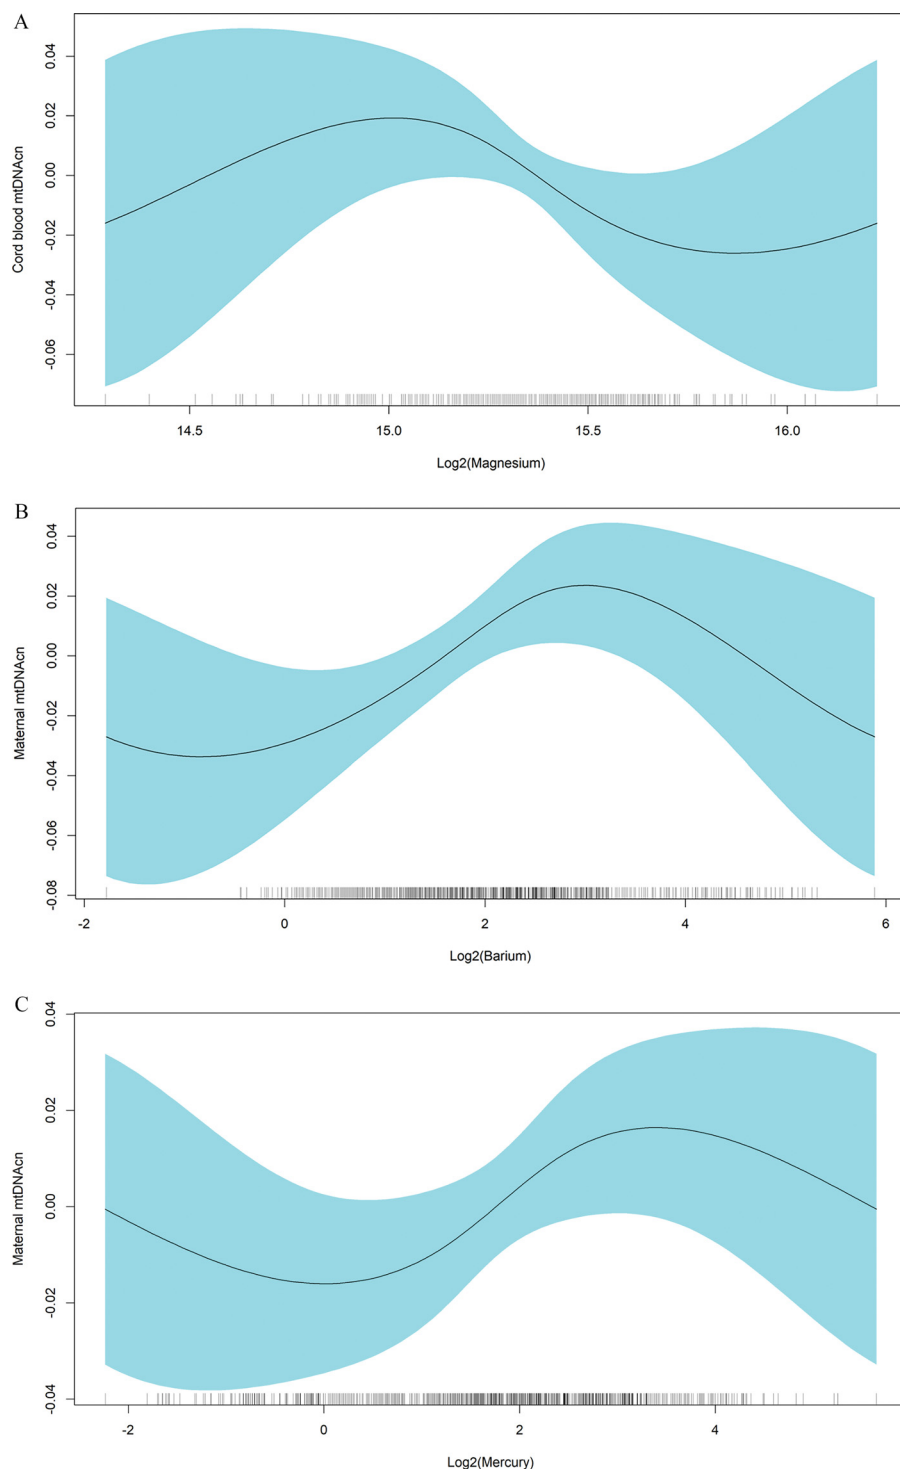 A
Cord blood mtDNAcn
0.04
0.02
0.00
-0.02
-0.04
-0.06
14.5 15.0 15.5 16.0
Log2(Magnesium)
B
Maternal mtDNAcn
0.04
0.02
0.00
-0.02
-0.04
-0.06
-0.08
-2 0 2 4 6
Log2(Barium)
C
Maternal mtDNAcn
0.04
0.02
0.00
-0.02
-0.04
-2 0 2 4
Log2(Mercury)